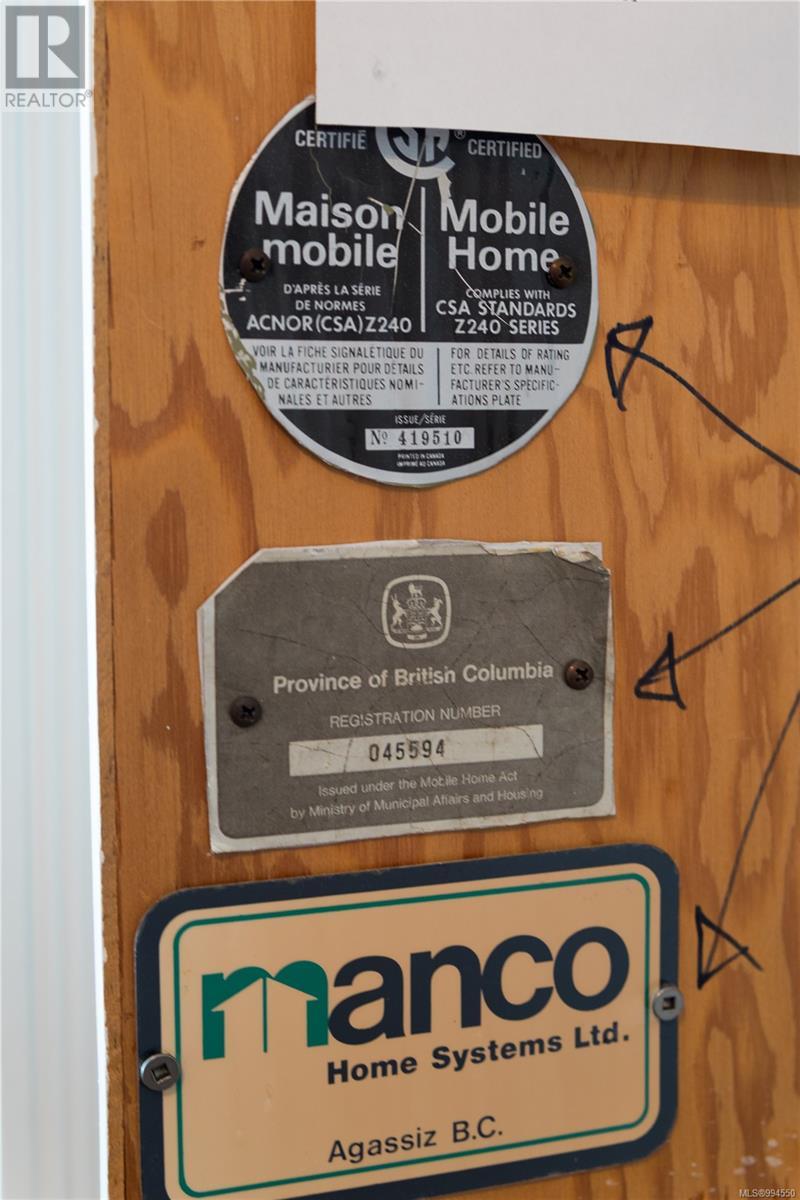 REALTOR®
CERTIFIÉ
CERTIFIED
Maison
mobile
D'APRÈS LA SÉRIE
DE NORMES
ACNOR (CSA) Z240
Mobile
Home
COMPLIES WITH
CSA STANDARDS
Z240 SERIES
VOIR LA FICHE SIGNALÉTIQUE DU
MANUFACTURIER POUR DÉTAILS
DE CARACTÉRISTIQUES NOMI-
NALES ET AUTRES
FOR DETAILS OF RATING
ETC. REFER TO MANU-
FACTURER'S SPECIFIC-
ATIONS PLATE
ISSUE/SÉRIE
Nº 419510
PRINTED IN CANADA
IMPRIMÉ AU CANADA
Province of British Columbia
REGISTRATION NUMBER
045594
Issued under the Mobile Home Act
by Ministry of Municipal Affairs and Housing
manco
Home Systems Ltd.
Agassiz B.C.
MLS®994550